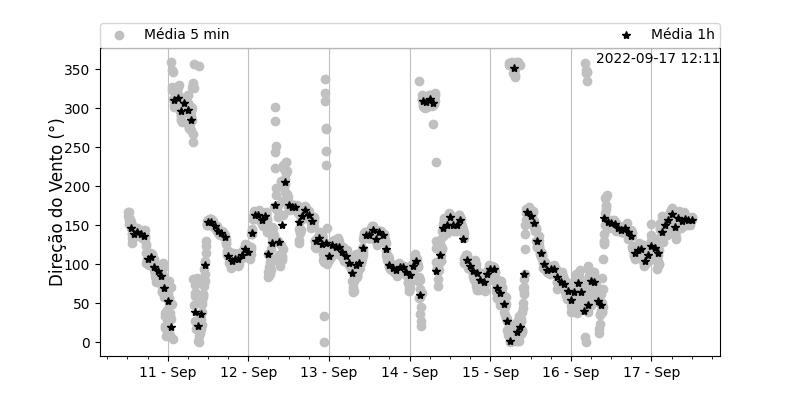 Média 5 min
Média 1h
2022-09-17 12:11
Direção do Vento (°)
350
300
250
200
150
100
50
0
11 - Sep
12 - Sep
13 - Sep
14 - Sep
15 - Sep
16 - Sep
17 - Sep